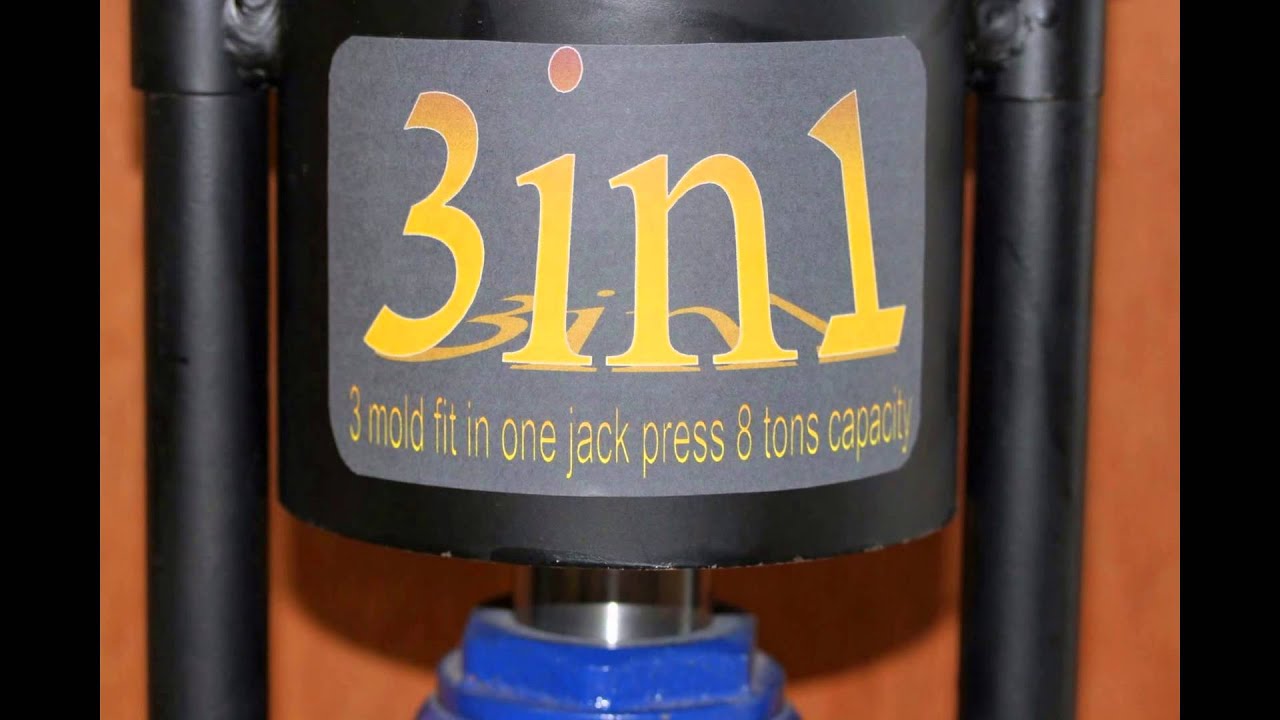 3in1
3 mold fit in one jack press 8 tons capacity